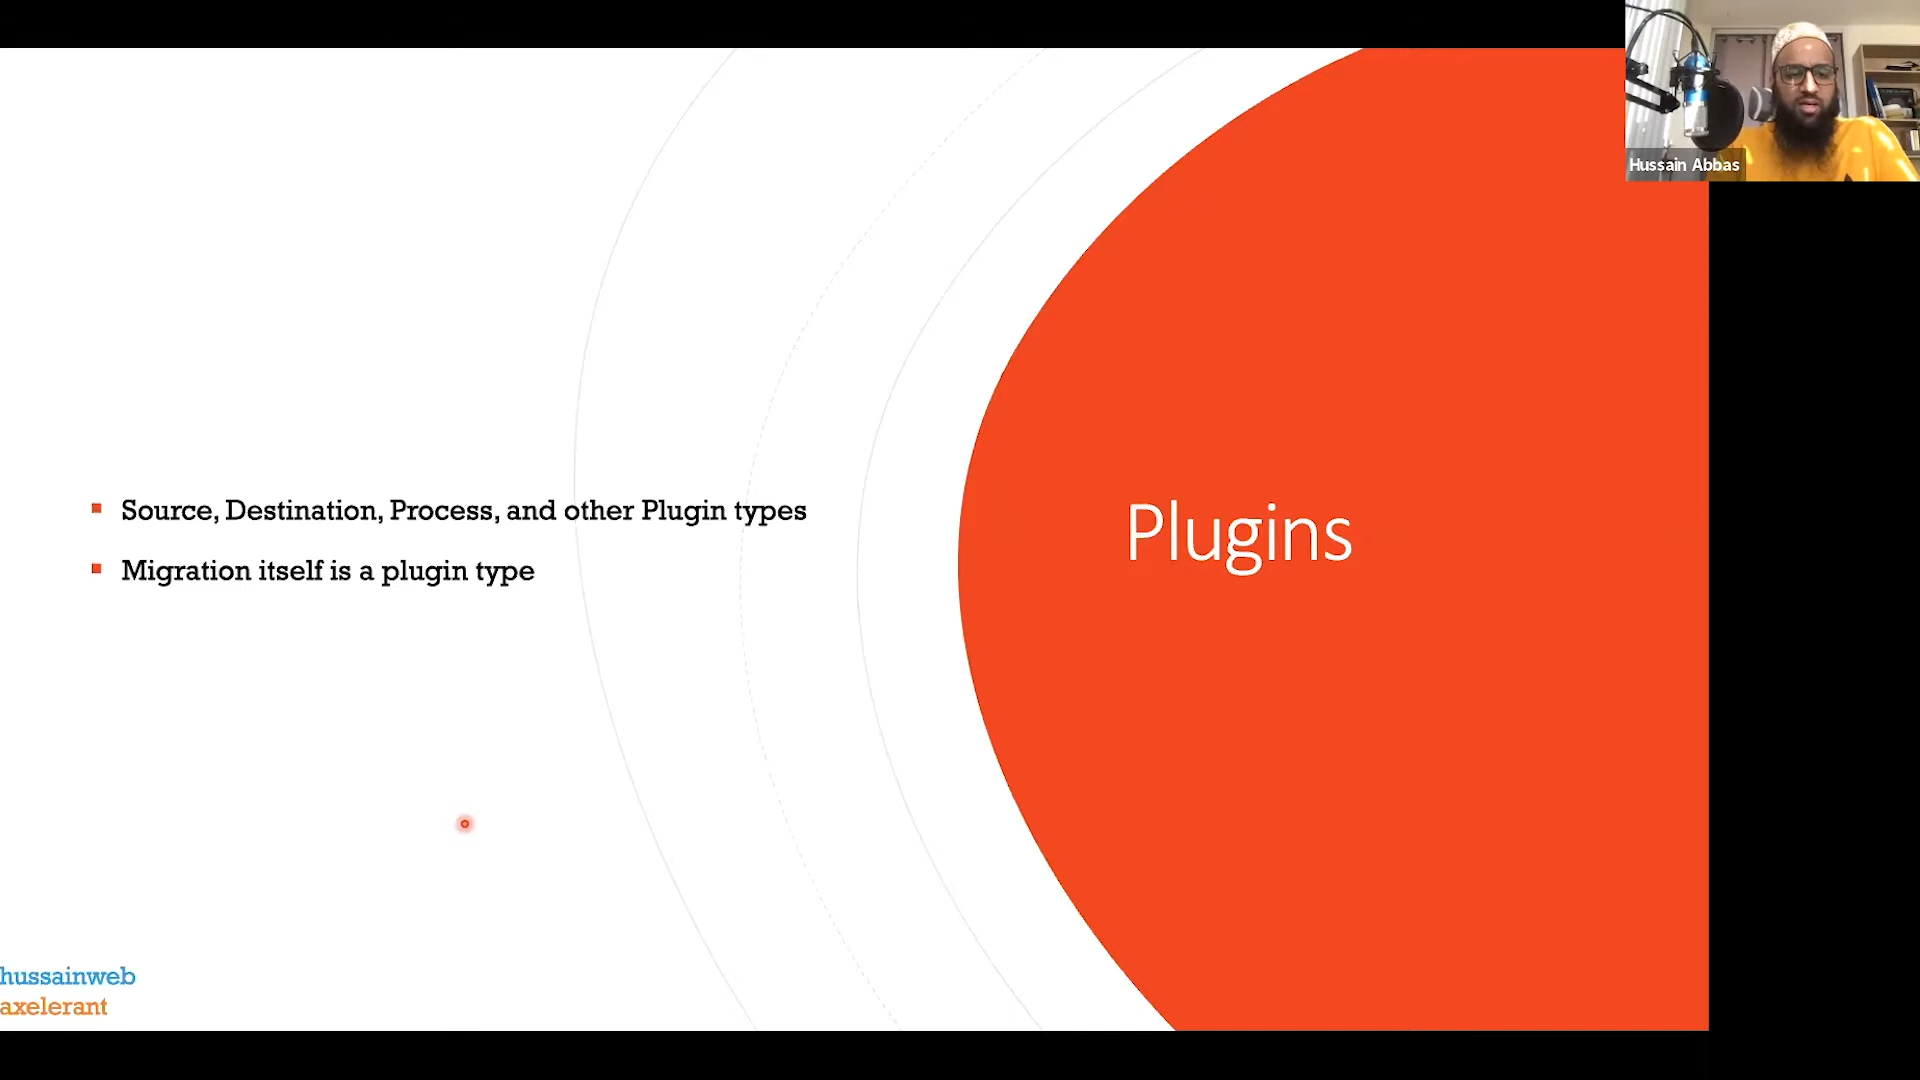 Hussain Abbas
Source, Destination, Process, and other Plugin types
Migration itself is a plugin type
Plugins
hussainweb
axelerant